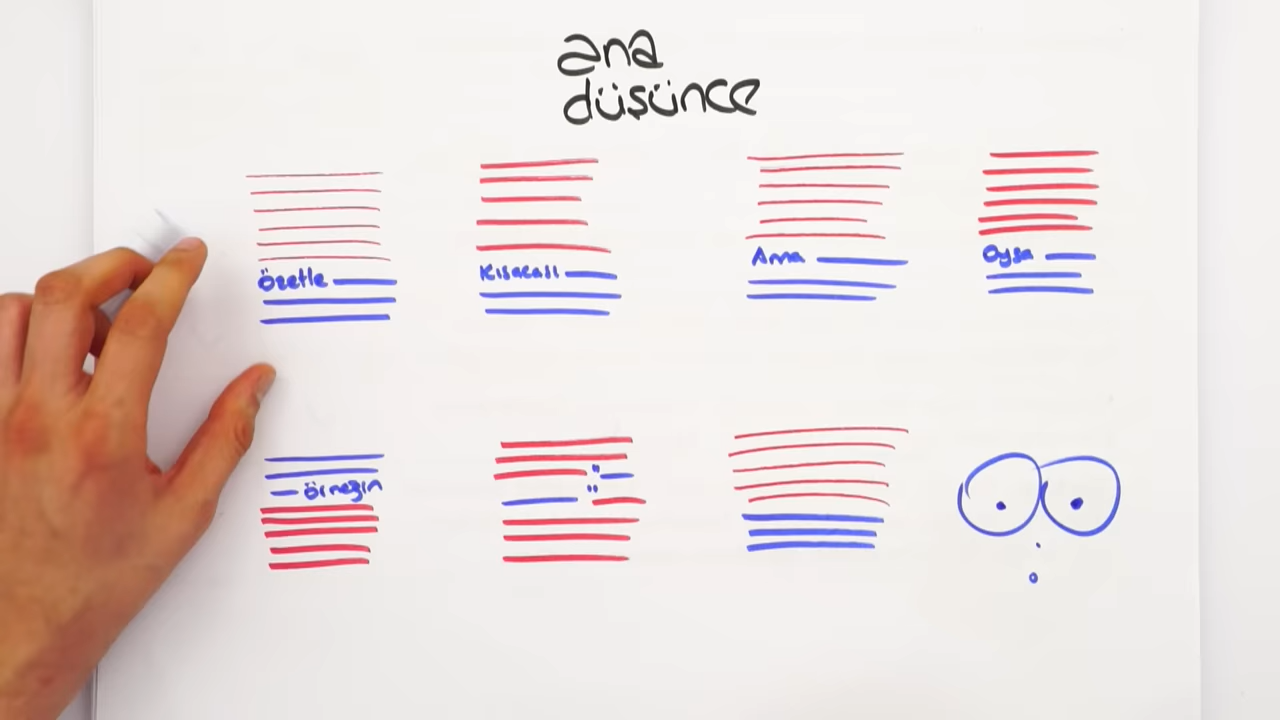 ana
düşünce
Özetle
Kısacası
Ama
Oysa
örneğin
" "